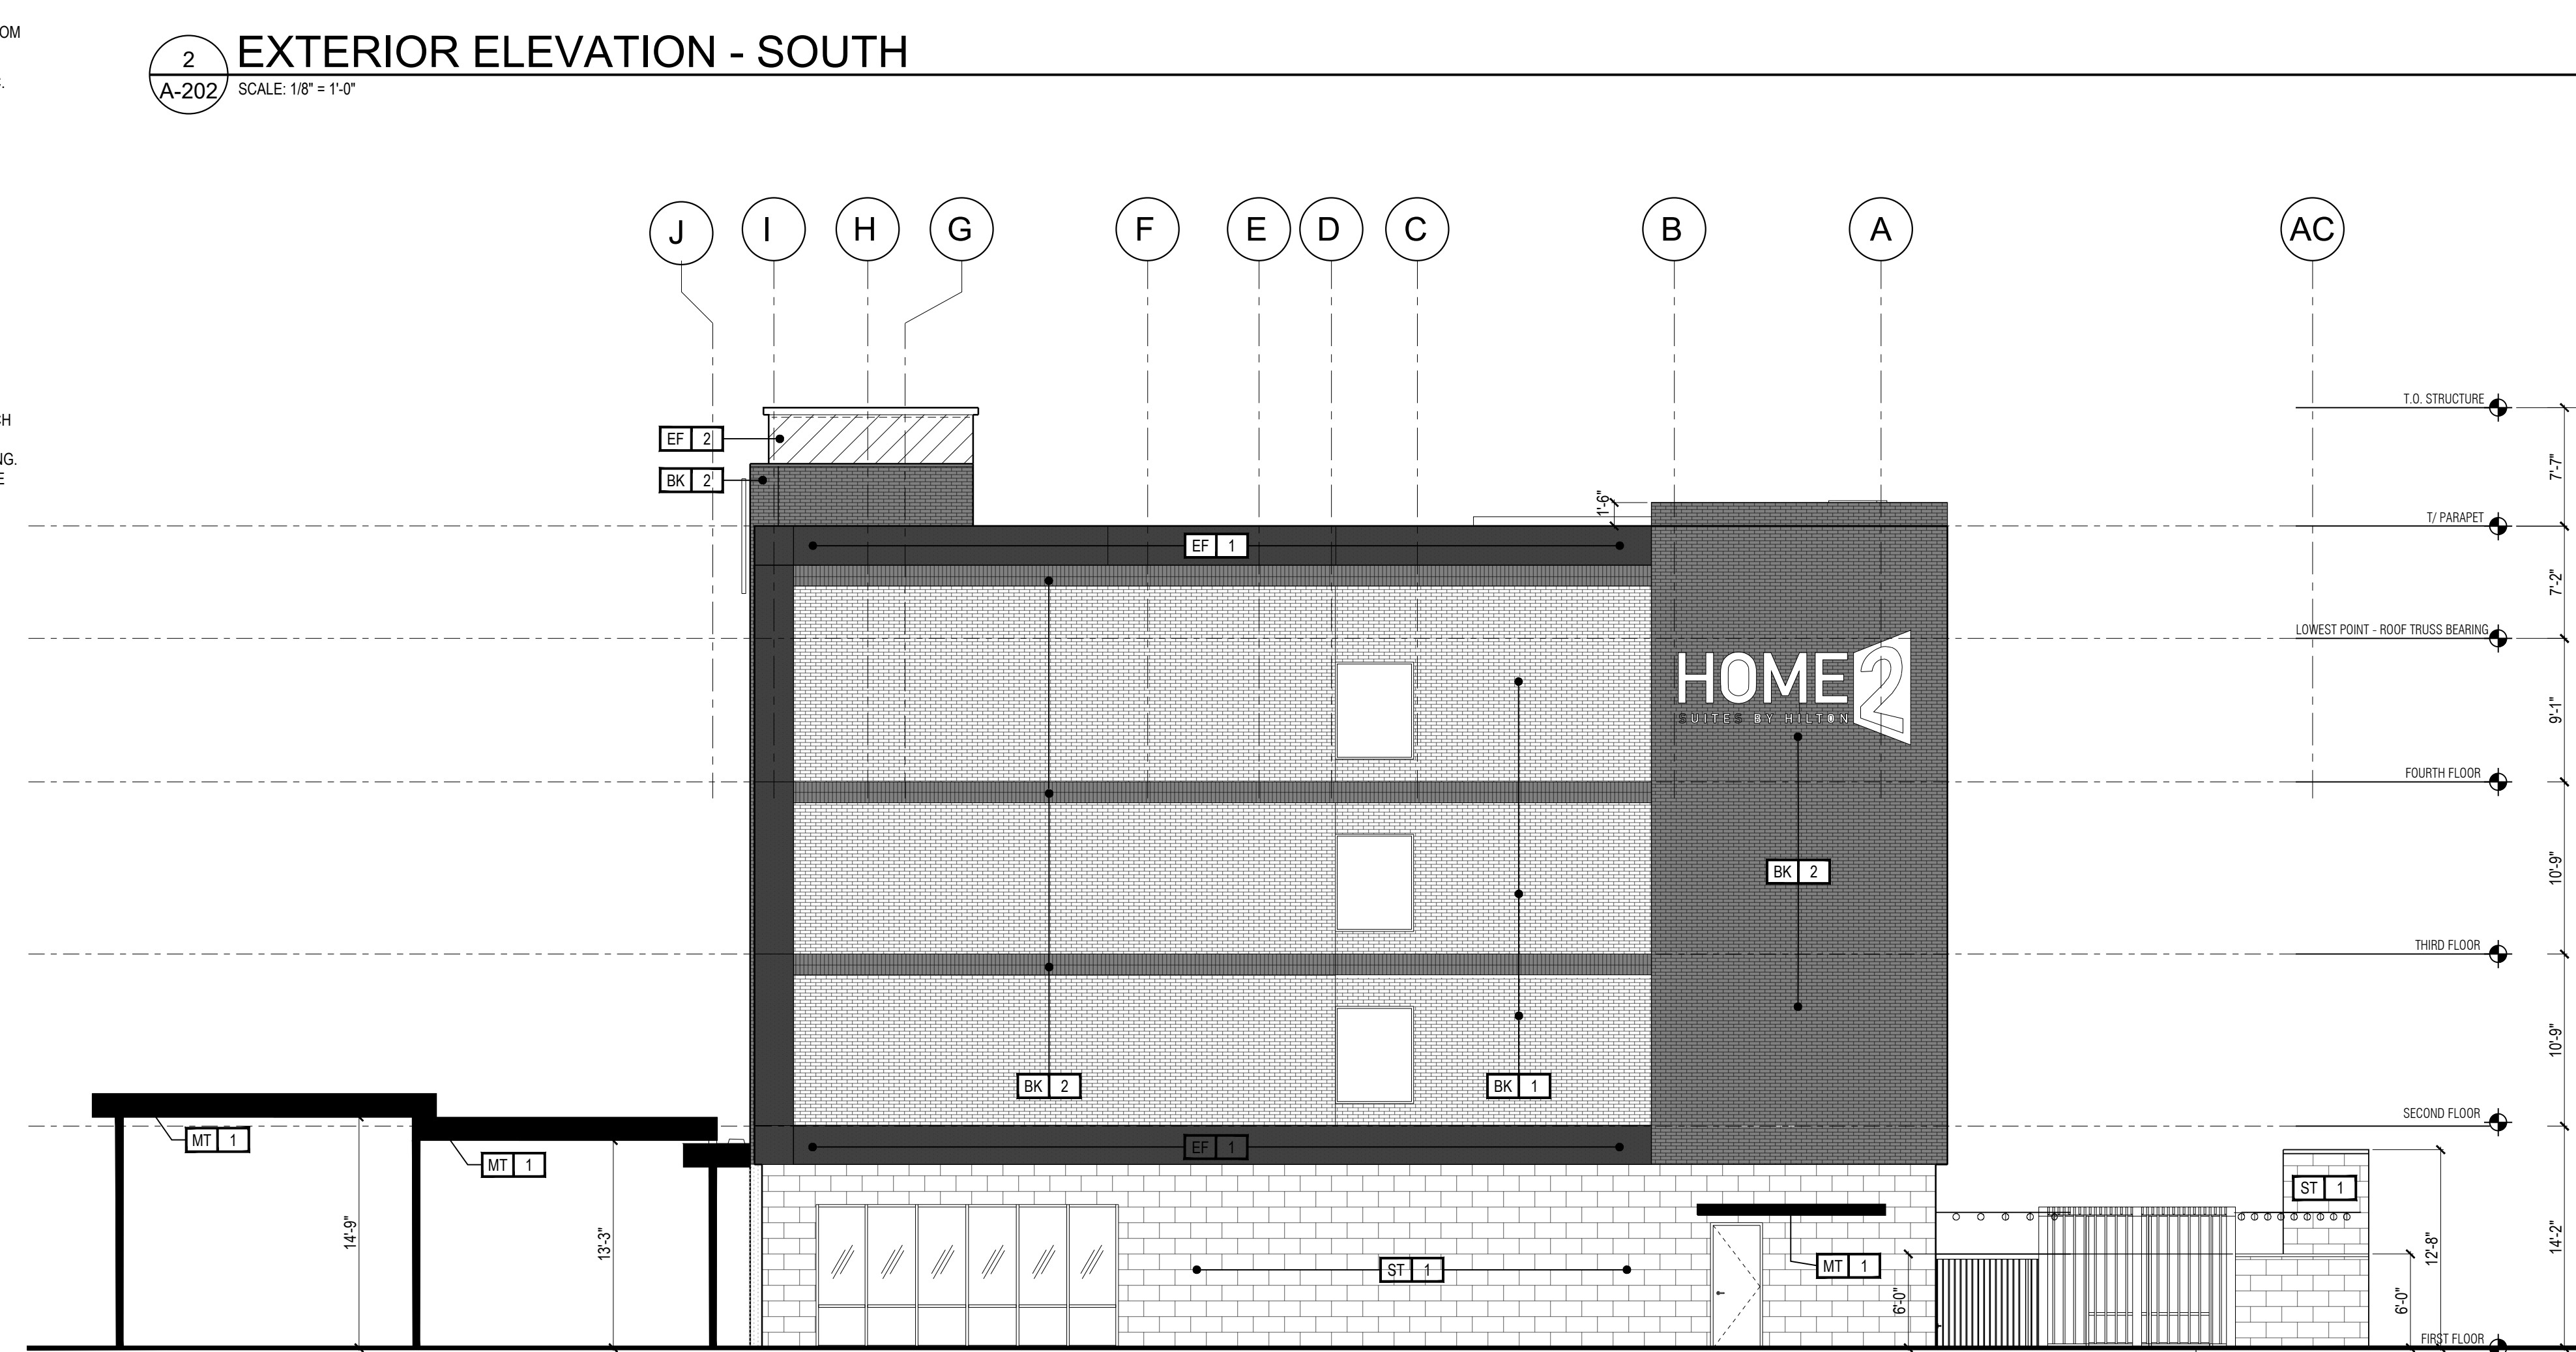 OM
2
EXTERIOR ELEVATION - SOUTH
A-202
SCALE: 1/8" = 1'-0"
J
I
H
G
F
E
D
C
B
A
AC
CH
NG.
E
T.O. STRUCTURE
EF 2
BK 2
7'-7"
1'-6"
T/ PARAPET
EF 1
7'-2"
LOWEST POINT - ROOF TRUSS BEARING
HOME 2
SUITES BY HILTON
9'-1"
FOURTH FLOOR
BK 2
10'-9"
THIRD FLOOR
10'-9"
BK 2
BK 1
SECOND FLOOR
MT 1
MT 1
EF 1
ST 1
14'-9"
13'-3"
12'-8"
14'-2"
ST 1
MT 1
6'-0"
6'-0"
FIRST FLOOR